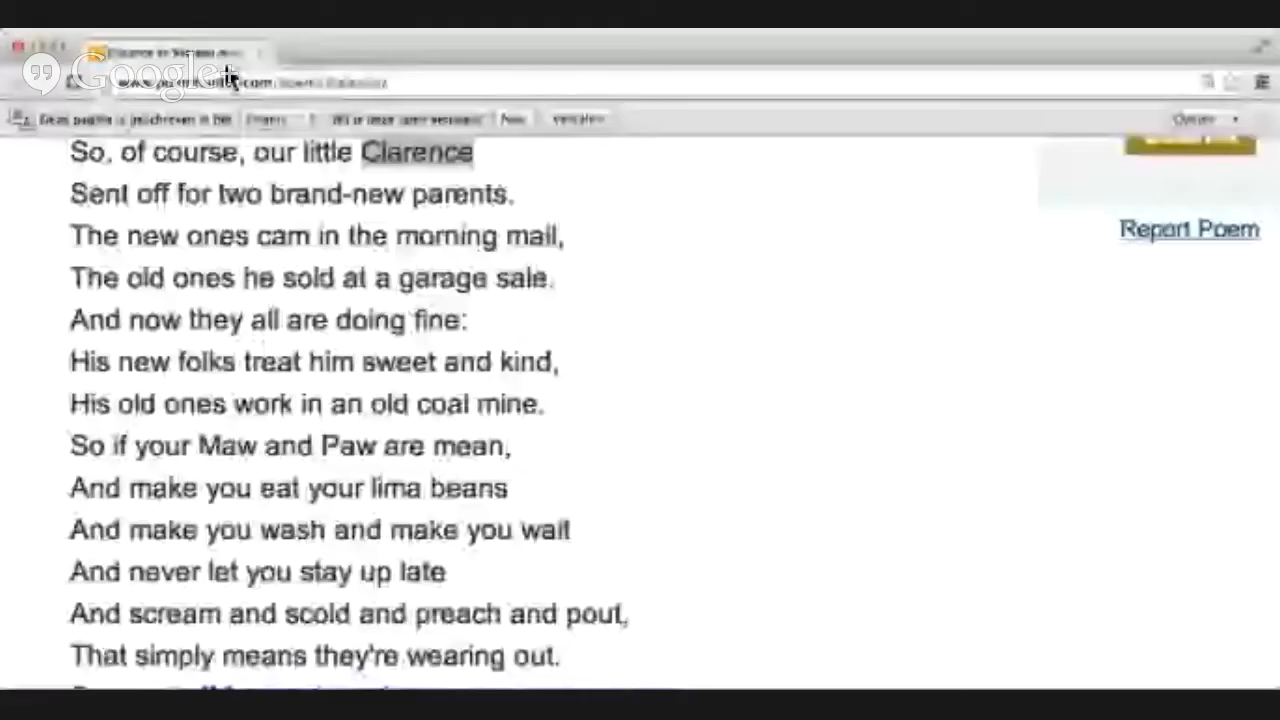 Google+
So, of course, our little Clarence
Sent off for two brand-new parents.
The new ones cam in the morning mail,
The old ones he sold at a garage sale.
And now they all are doing fine:
His new folks treat him sweet and kind,
His old ones work in an old coal mine.
So if your Maw and Paw are mean,
And make you eat your lima beans
And make you wash and make you wait
And never let you stay up late
And scream and scold and preach and pout,
That simply means they're wearing out.
Report Poem